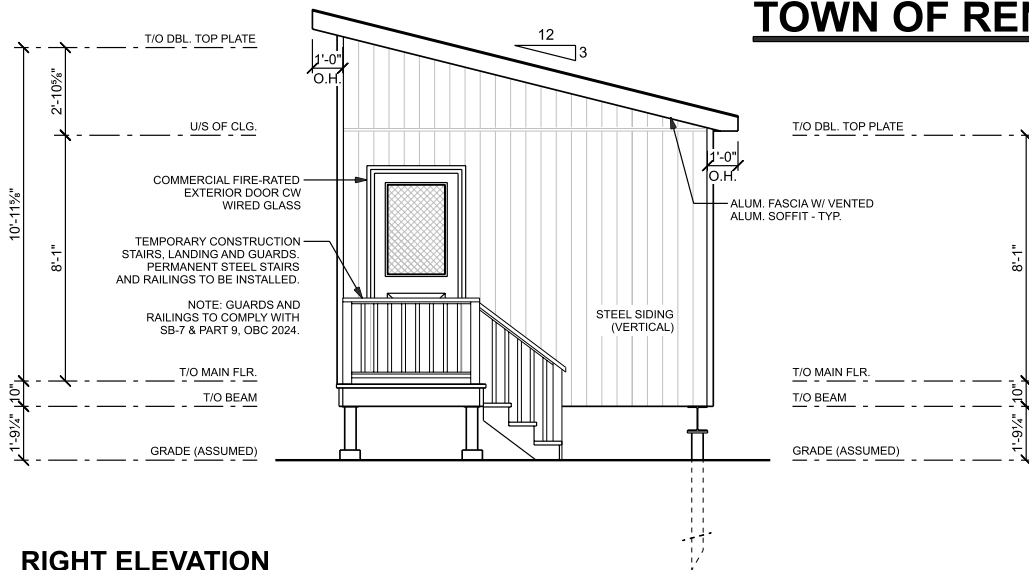 TOWN OF REN
T/O DBL. TOP PLATE
12
3
1'-0"
O.H.
2'-10⅝"
U/S OF CLG.
T/O DBL. TOP PLATE
1'-0"
O.H.
COMMERCIAL FIRE-RATED
EXTERIOR DOOR CW
WIRED GLASS
ALUM. FASCIA W/ VENTED
ALUM. SOFFIT - TYP.
10'-11⅝"
8'-1"
8'-1"
TEMPORARY CONSTRUCTION
STAIRS, LANDING AND GUARDS.
PERMANENT STEEL STAIRS
AND RAILINGS TO BE INSTALLED.
NOTE: GUARDS AND
RAILINGS TO COMPLY WITH
SB-7 & PART 9, OBC 2024.
STEEL SIDING
(VERTICAL)
T/O MAIN FLR.
T/O MAIN FLR.
10"
10"
T/O BEAM
T/O BEAM
1'-9¼"
1'-9¼"
GRADE (ASSUMED)
GRADE (ASSUMED)
RIGHT ELEVATION